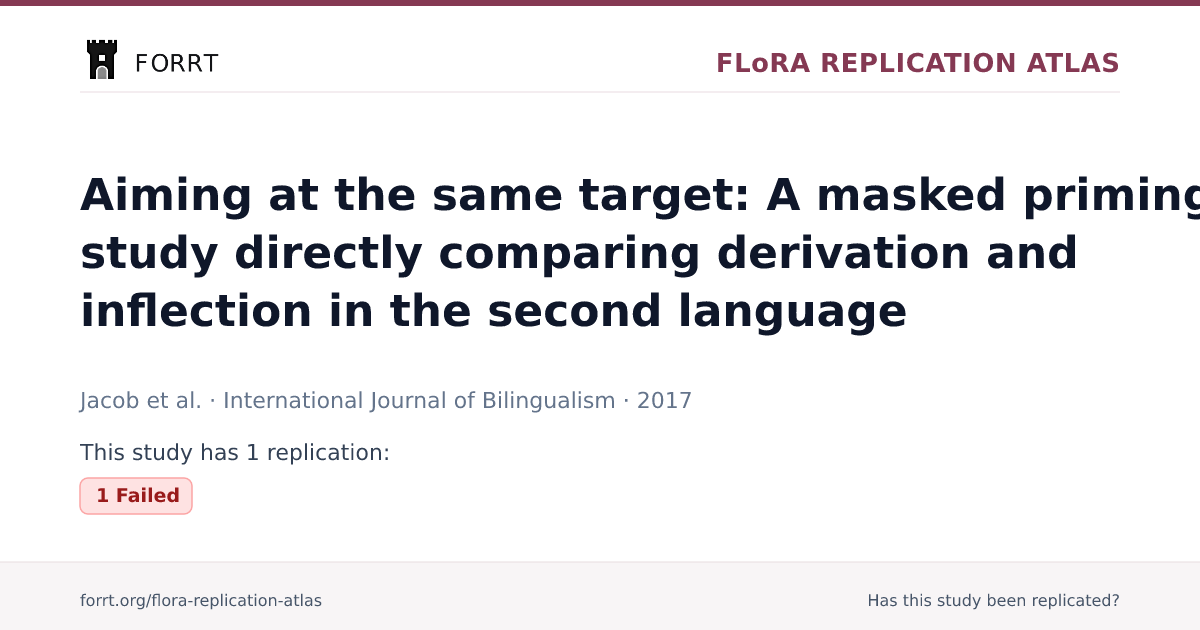 FORRT
FLoRA REPLICATION ATLAS
Aiming at the same target: A masked priming
study directly comparing derivation and
inflection in the second language
Jacob et al. · International Journal of Bilingualism · 2017
This study has 1 replication:
1 Failed
forrt.org/flora-replication-atlas
Has this study been replicated?